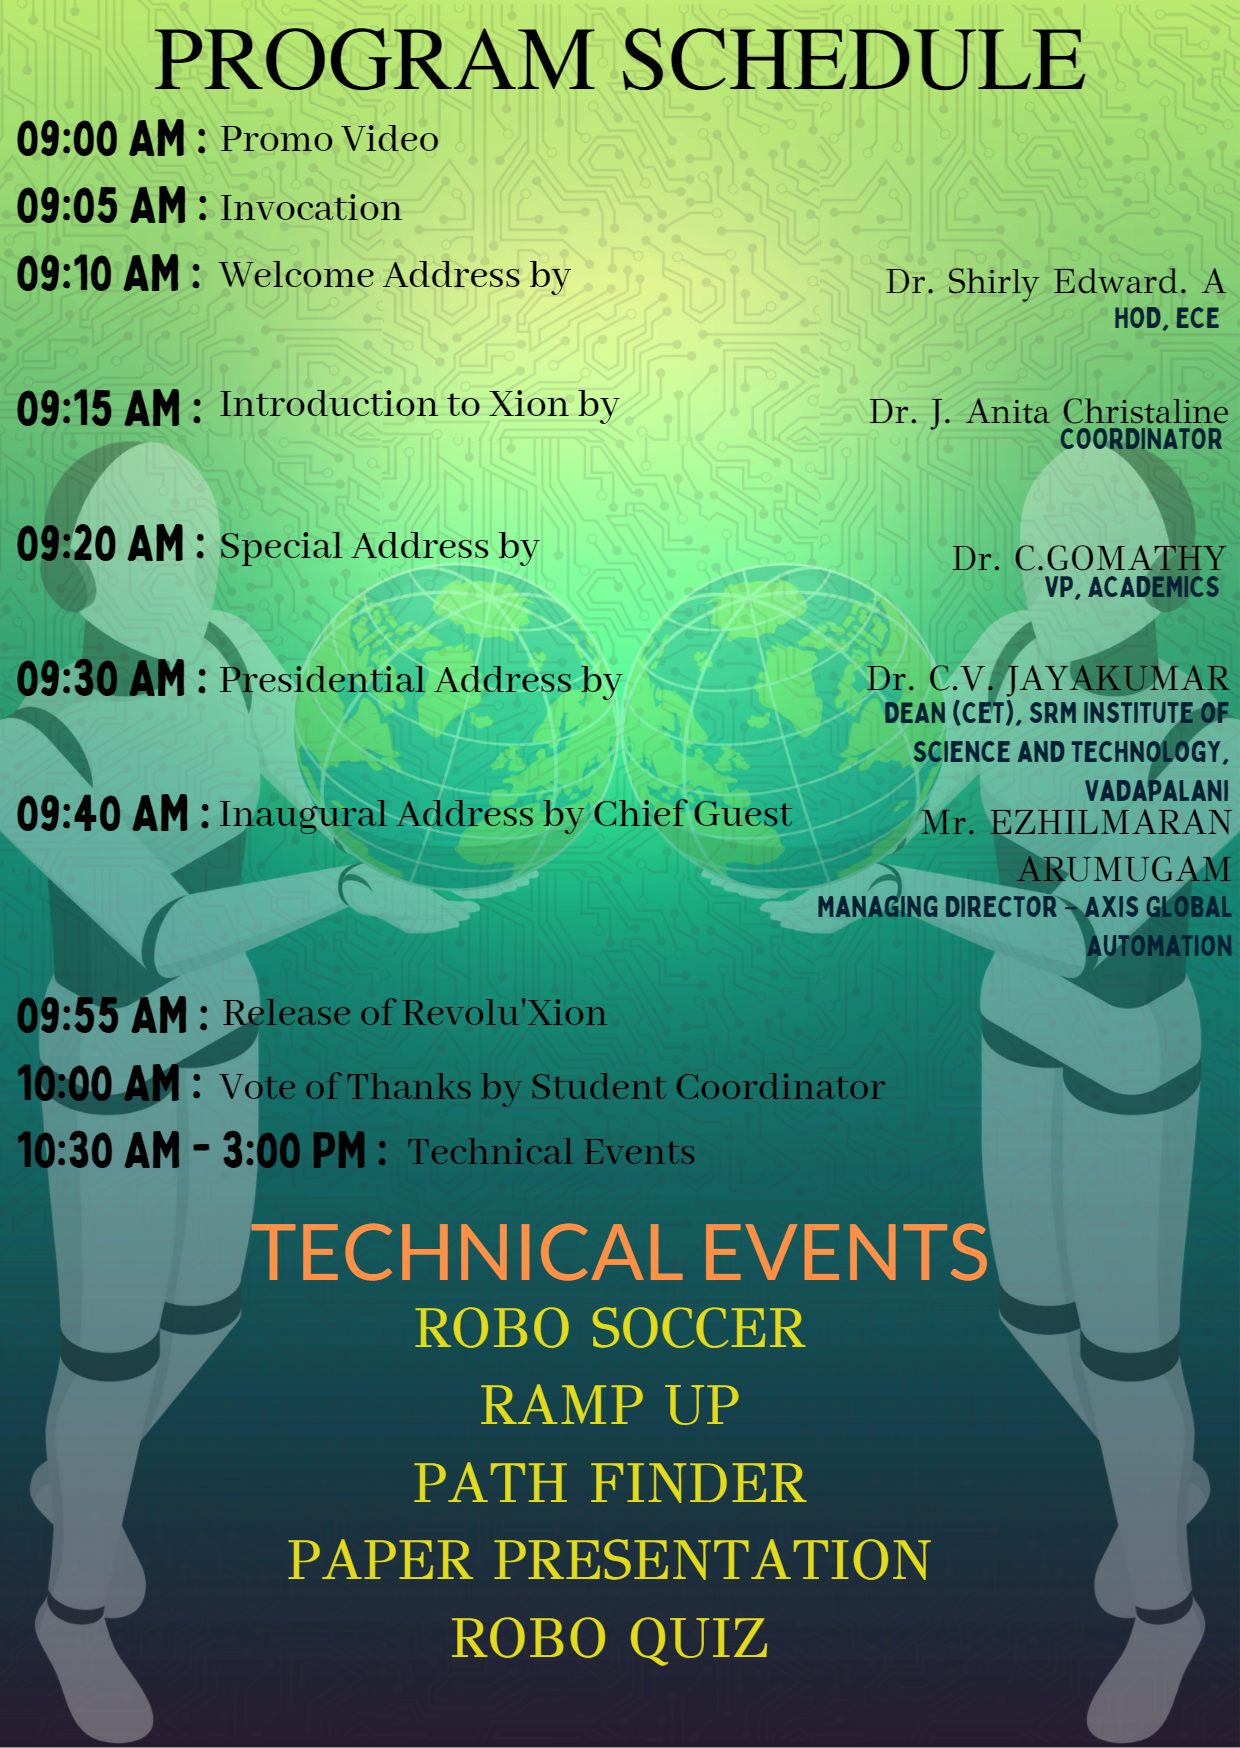 PROGRAM SCHEDULE
09:00 AM : Promo Video
09:05 AM : Invocation
09:10 AM : Welcome Address by Dr. Shirly Edward. A
HOD, ECE
09:15 AM : Introduction to Xion by Dr. J. Anita Christaline
COORDINATOR
09:20 AM : Special Address by Dr. C.GOMATHY
VP, ACADEMICS
09:30 AM : Presidential Address by Dr. C.V. JAYAKUMAR
DEAN (CET), SRM INSTITUTE OF
SCIENCE AND TECHNOLOGY,
VADAPALANI
09:40 AM : Inaugural Address by Chief Guest Mr. EZHILMARAN
ARUMUGAM
MANAGING DIRECTOR – AXIS GLOBAL
AUTOMATION
09:55 AM : Release of Revolu'Xion
10:00 AM : Vote of Thanks by Student Coordinator
10:30 AM - 3:00 PM : Technical Events
TECHNICAL EVENTS
ROBO SOCCER
RAMP UP
PATH FINDER
PAPER PRESENTATION
ROBO QUIZ